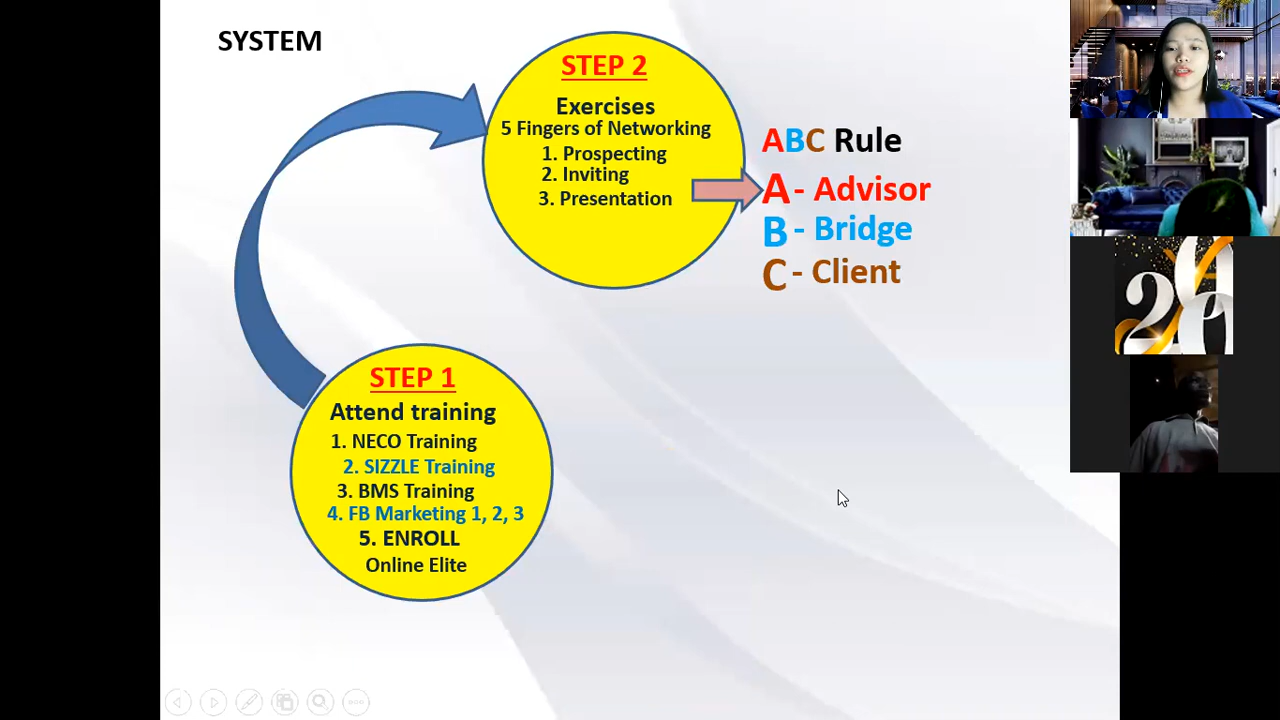 SYSTEM
STEP 2
Exercises
5 Fingers of Networking
1. Prospecting
2. Inviting
3. Presentation
ABC Rule
A - Advisor
B - Bridge
C - Client
STEP 1
Attend training
1. NECO Training
2. SIZZLE Training
3. BMS Training
4. FB Marketing 1, 2, 3
5. ENROLL
Online Elite